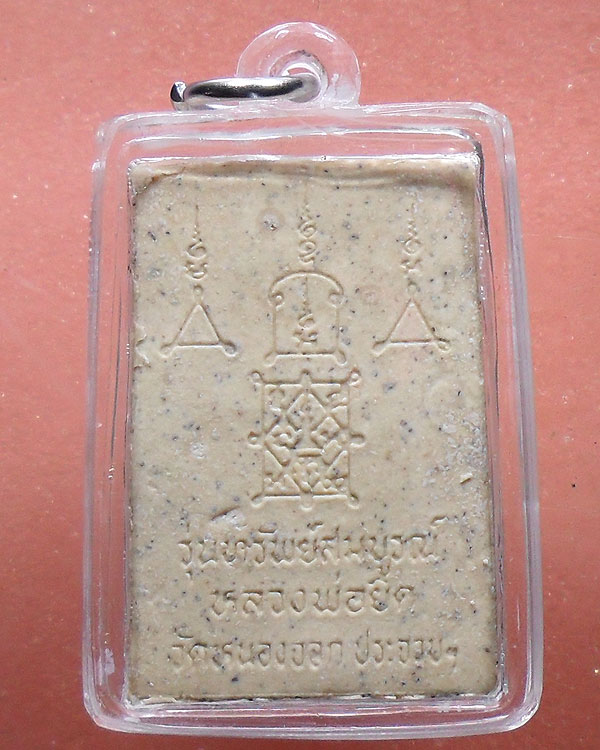 รุ่นทรัพย์สมบูรณ์
หลวงพ่อยิด
วัดหนองจอก ประจวบฯ